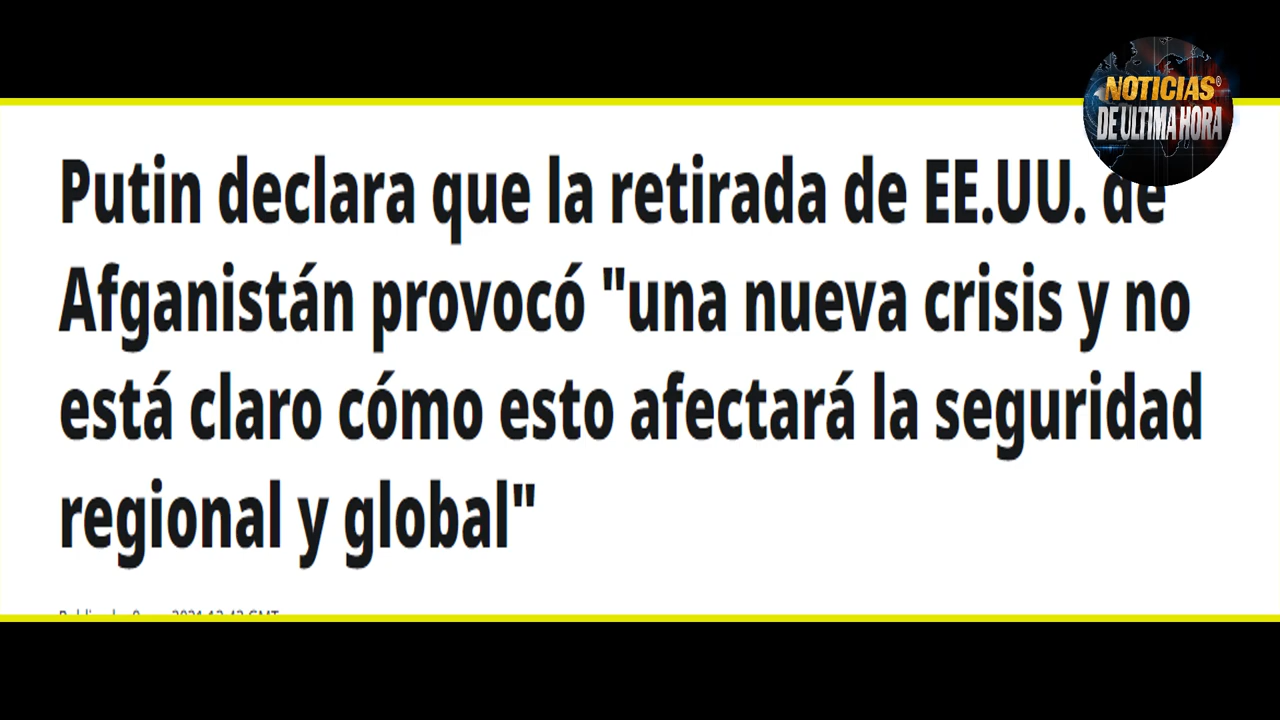 NOTICIAS®
DE ULTIMA HORA
Putin declara que la retirada de EE.UU. de
Afganistán provocó "una nueva crisis y no
está claro cómo esto afectará la seguridad
regional y global"